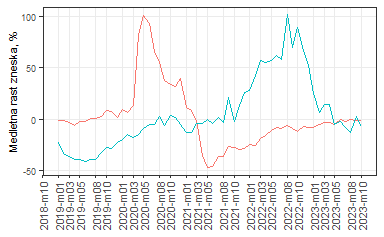 Medletna rast zneska, %
100
50
0
-50
2018-m10
2019-m01
2019-m03
2019-m05
2019-m08
2019-m10
2020-m01
2020-m03
2020-m05
2020-m08
2020-m10
2021-m01
2021-m03
2021-m05
2021-m08
2021-m10
2022-m01
2022-m03
2022-m05
2022-m08
2022-m10
2023-m01
2023-m03
2023-m05
2023-m08
2023-m10